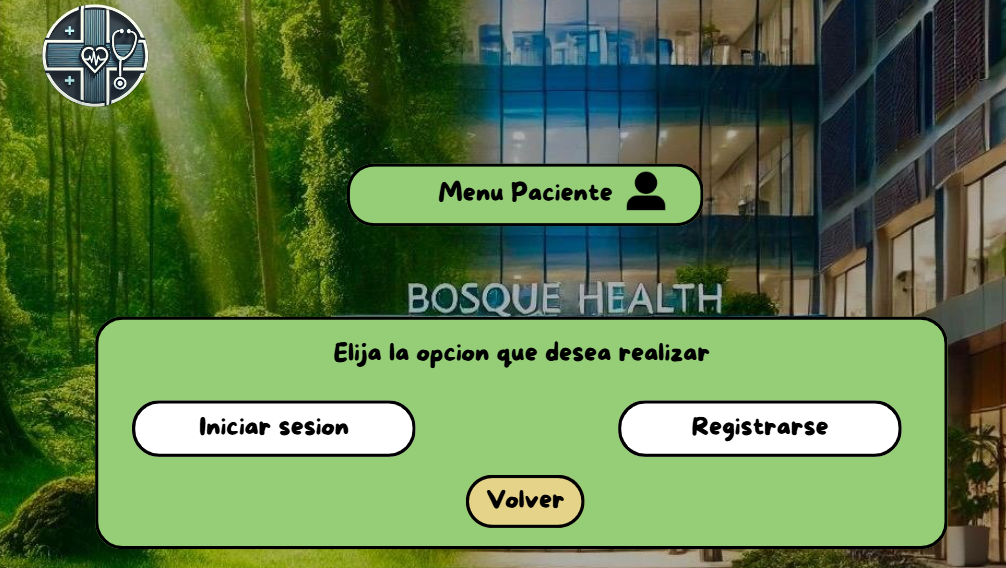 Menu Paciente
BOSQUE HEALTH
Elija la opcion que desea realizar
Iniciar sesion
Registrarse
Volver